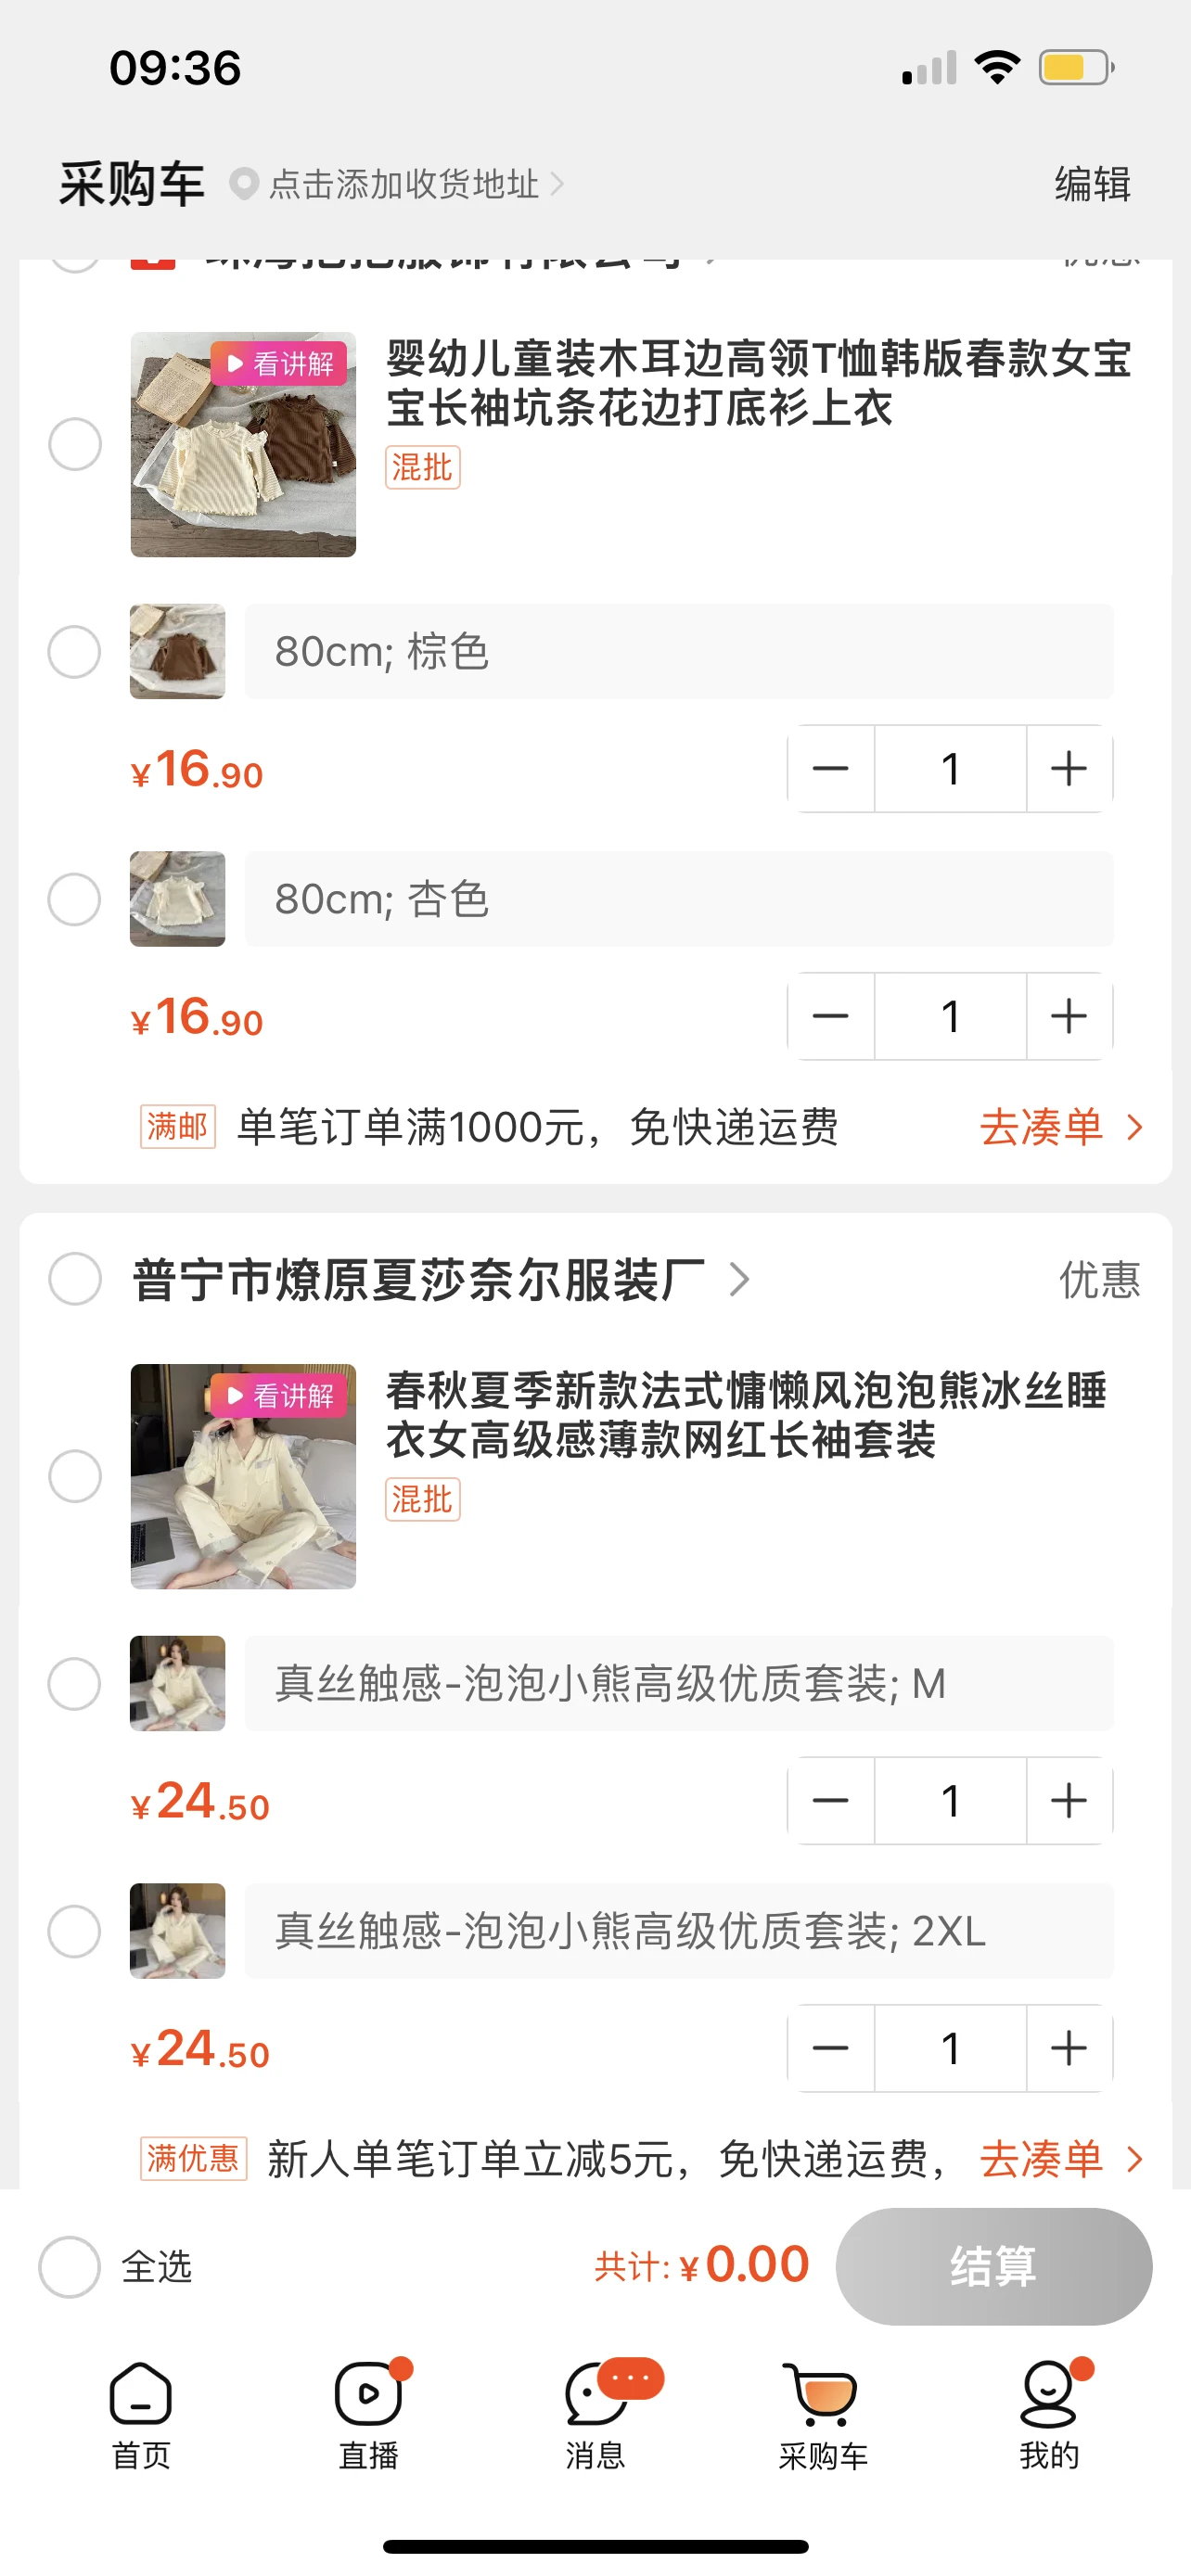 09:36
采购车 点击添加收货地址
编辑
看讲解
婴幼儿童装木耳边高领T恤韩版春款女宝
宝长袖坑条花边打底衫上衣
混批
80cm; 棕色
¥16.90
1
80cm; 杏色
¥16.90
1
满邮 单笔订单满1000元，免快递运费 去凑单
普宁市燎原夏莎奈尔服装厂
优惠
看讲解
春秋夏季新款法式慵懒风泡泡熊冰丝睡
衣女高级感薄款网红长袖套装
混批
真丝触感-泡泡小熊高级优质套装; M
¥24.50
1
真丝触感-泡泡小熊高级优质套装; 2XL
¥24.50
1
满优惠 新人单笔订单立减5元，免快递运费， 去凑单
全选
共计: ¥0.00
结算
首页
直播
消息
采购车
我的